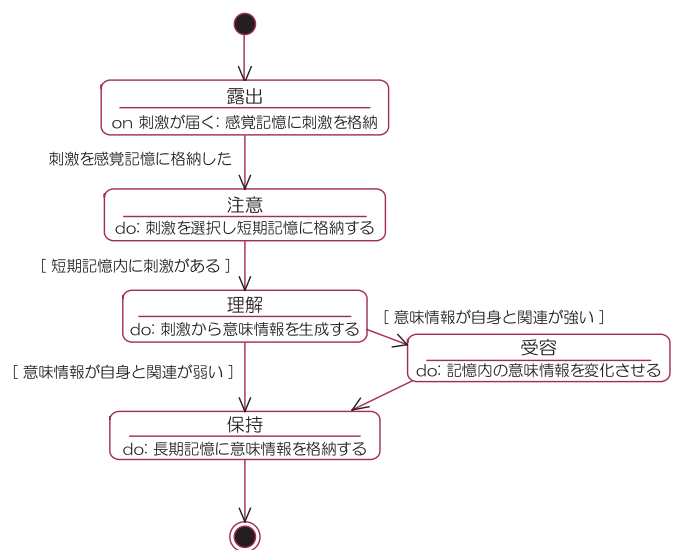 露出
on 刺激が届く: 感覚記憶に刺激を格納
刺激を感覚記憶に格納した
注意
do: 刺激を選択し短期記憶に格納する
[ 短期記憶内に刺激がある ]
理解
do: 刺激から意味情報を生成する
[ 意味情報が自身と関連が強い ]
受容
do: 記憶内の意味情報を変化させる
[ 意味情報が自身と関連が弱い ]
保持
do: 長期記憶に意味情報を格納する